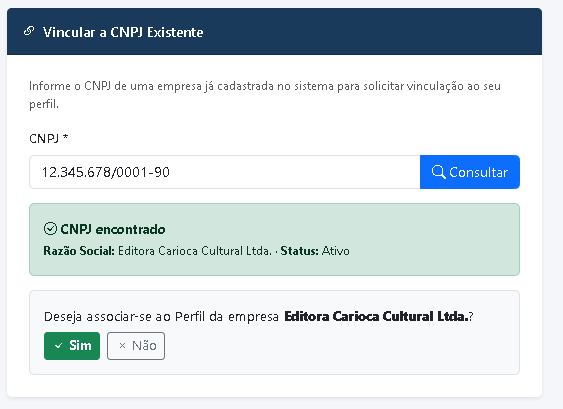 Vincular a CNPJ Existente
Informe o CNPJ de uma empresa já cadastrada no sistema para solicitar vinculação ao seu
perfil.
CNPJ *
12.345.678/0001-90
Consultar
CNPJ encontrado
Razão Social: Editora Carioca Cultural Ltda. · Status: Ativo
Deseja associar-se ao Perfil da empresa Editora Carioca Cultural Ltda.?
Sim
Não